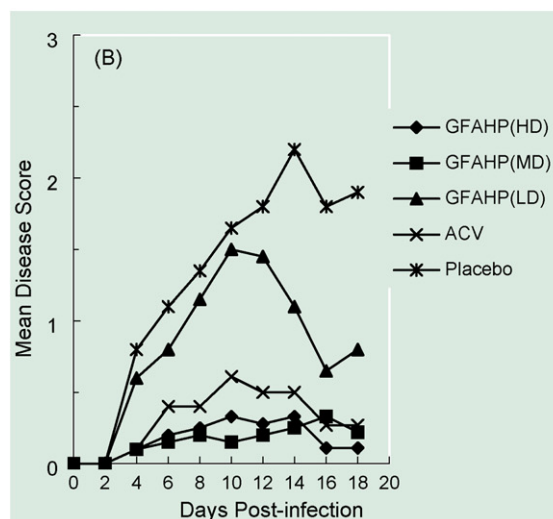 (B)
3
2
1
0
Mean Disease Score
0 2 4 6 8 10 12 14 16 18 20
Days Post-infection
GFAHP(HD)
GFAHP(MD)
GFAHP(LD)
ACV
Placebo